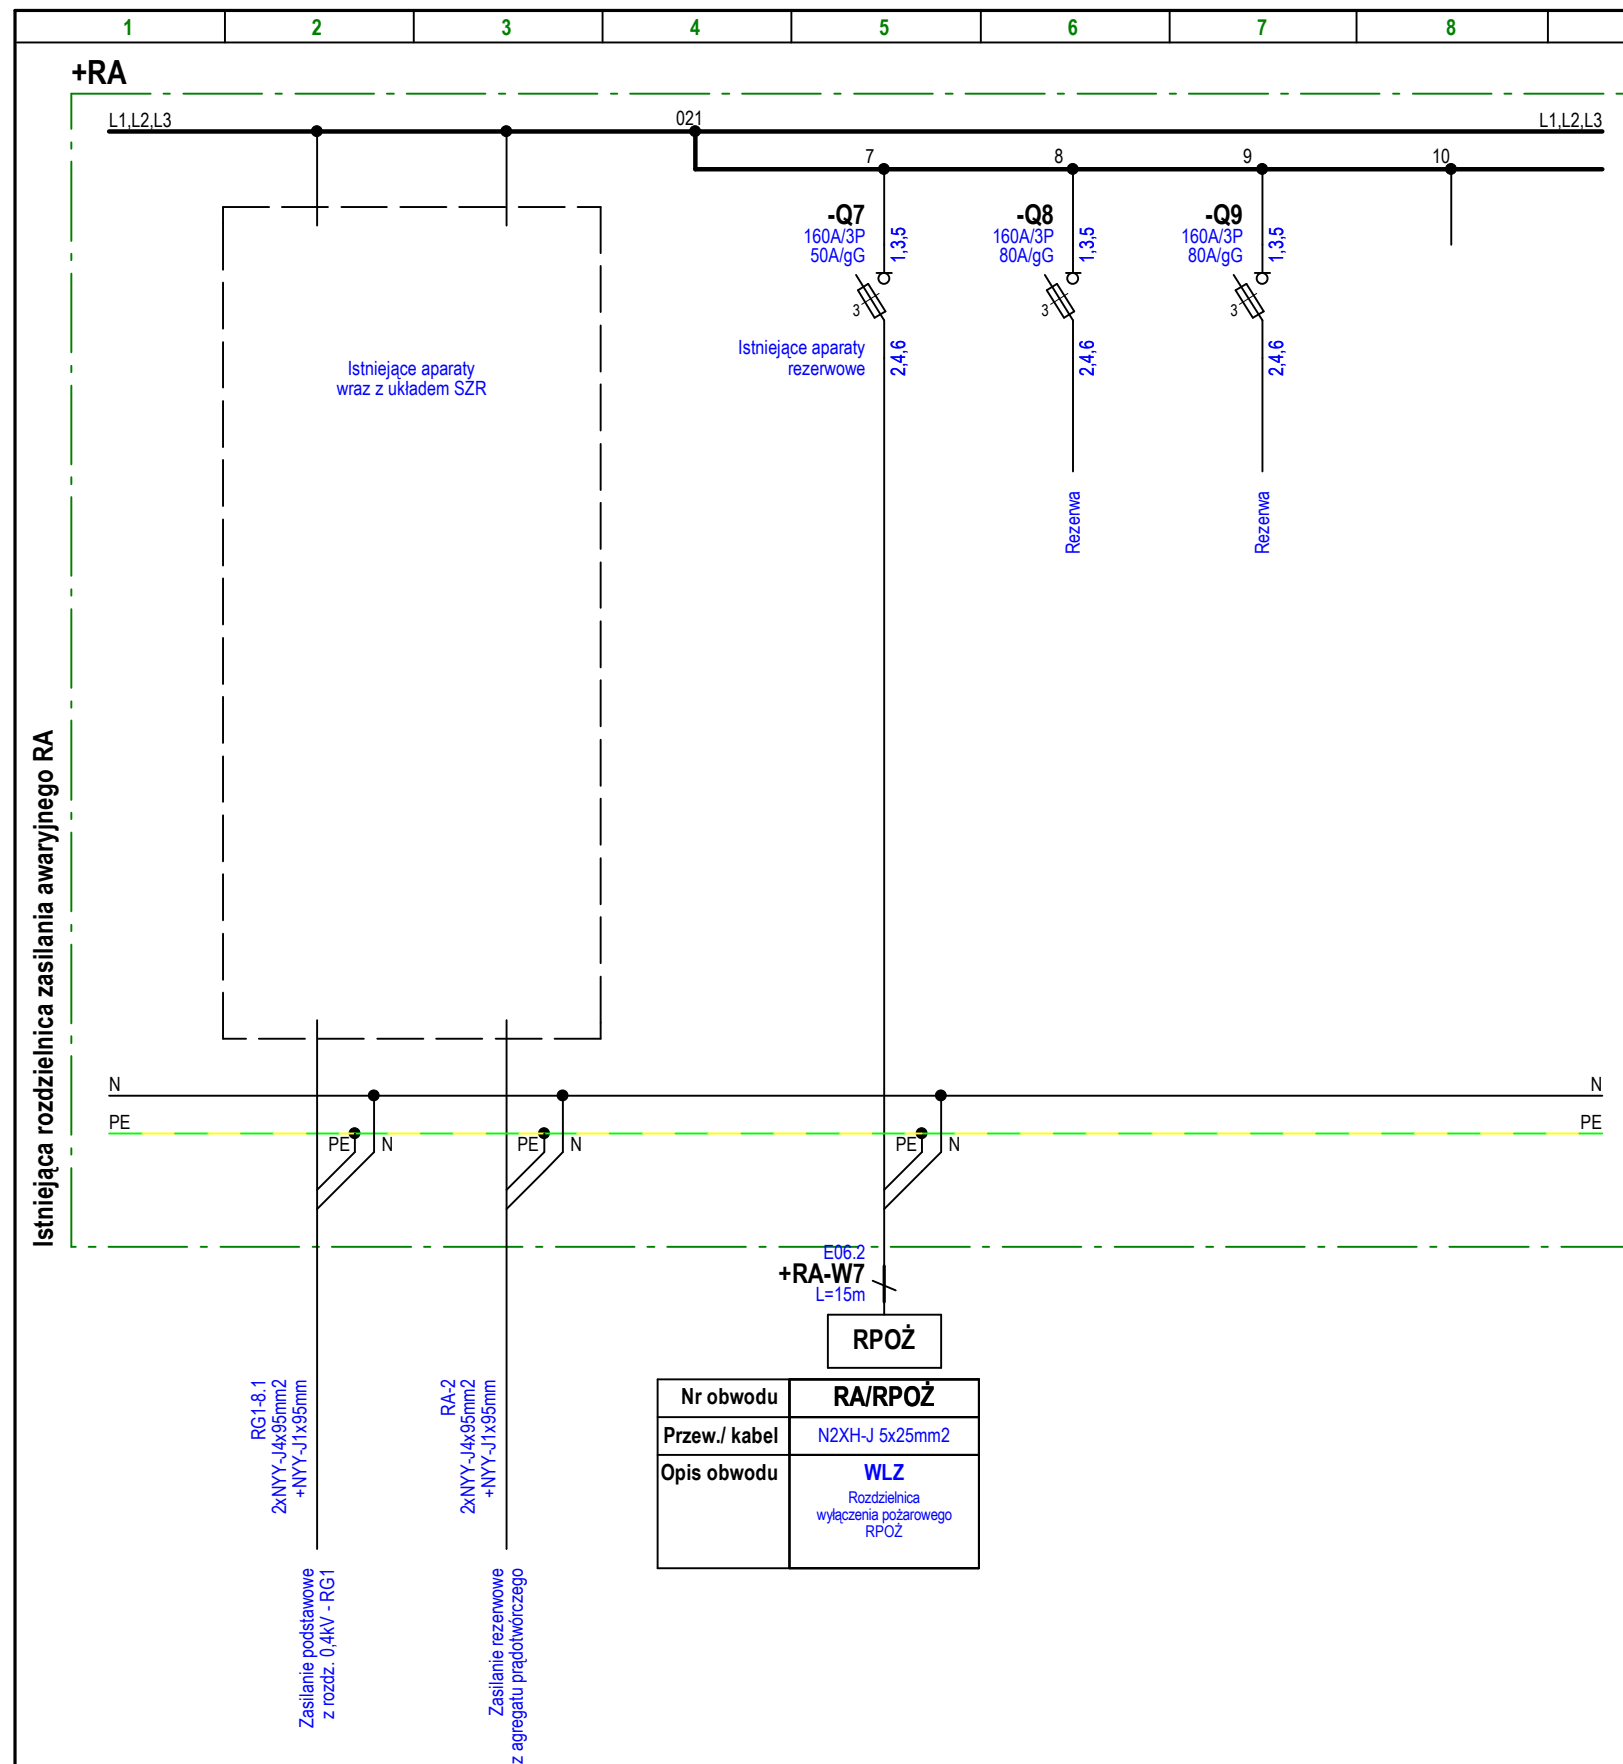 1 2 3 4 5 6 7 8
+RA
L1,L2,L3 021 L1,L2,L3
7 8 9 10
-Q7
160A/3P
50A/gG
1,3,5
3
2,4,6
Istniejące aparaty
rezerwowe
-Q8
160A/3P
80A/gG
1,3,5
3
2,4,6
Rezerwa
-Q9
160A/3P
80A/gG
1,3,5
3
2,4,6
Rezerwa
Istniejące aparaty
wraz z układem SZR
Istniejąca rozdzielnica zasilania awaryjnego RA
N N
PE PE
PE N PE N PE N
E06.2
+RA-W7
L=15m
RPOŻ
RG1-8.1
2xNYY-J4x95mm2
+NYY-J1x95mm
RA-2
2xNYY-J4x95mm2
+NYY-J1x95mm
Nr obwodu RA/RPOŻ
Przew./ kabel N2XH-J 5x25mm2
Opis obwodu WLZ
Rozdzielnica
wyłączenia pożarowego
RPOŻ
Zasilanie podstawowe
z rozdz. 0,4kV - RG1
Zasilanie rezerwowe
z agregatu prądotwórczego